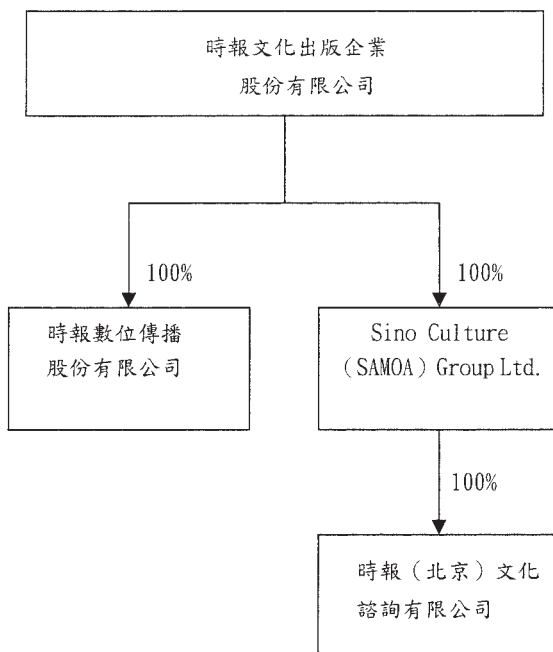 時報文化出版企業
股份有限公司
100%
100%
時報數位傳播
股份有限公司
Sino Culture
（SAMOA）Group Ltd.
100%
時報（北京）文化
諮詢有限公司